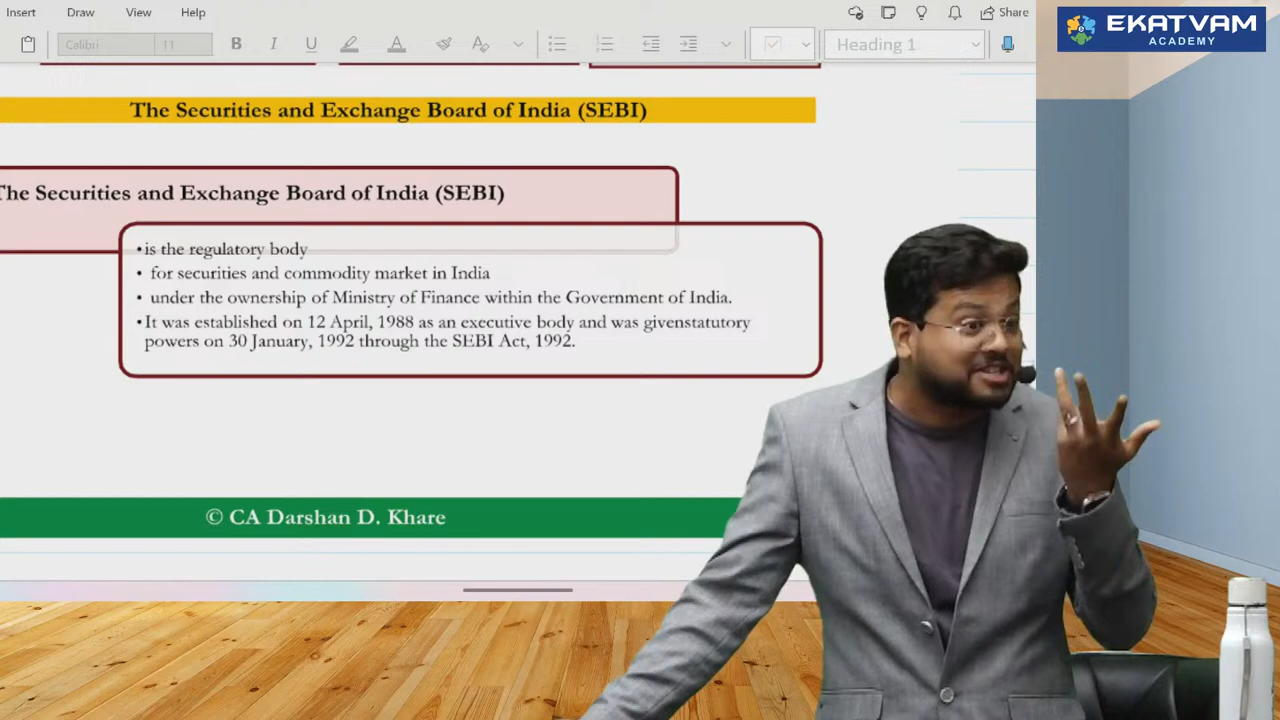 Insert Draw View Help Share
EKATVAM
ACADEMY
Calibri 11 B I U A A Heading 1
The Securities and Exchange Board of India (SEBI)
The Securities and Exchange Board of India (SEBI)
•is the regulatory body
• for securities and commodity market in India
• under the ownership of Ministry of Finance within the Government of India.
•It was established on 12 April, 1988 as an executive body and was givenstatutory
powers on 30 January, 1992 through the SEBI Act, 1992.
© CA Darshan D. Khare